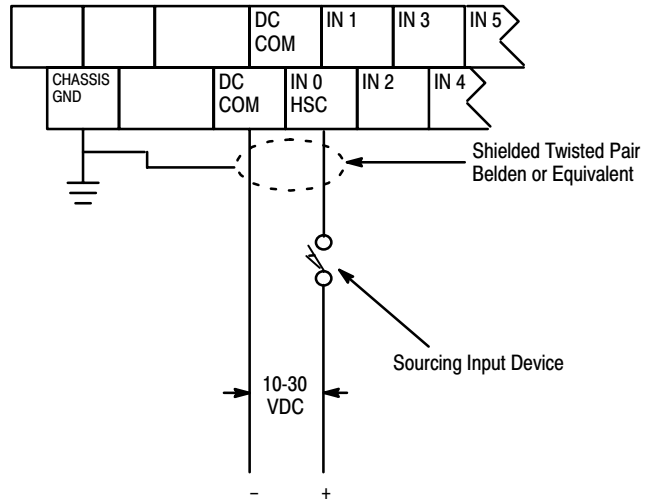 DC
COM
IN 1
IN 3
IN 5
CHASSIS
GND
DC
COM
IN 0
HSC
IN 2
IN 4
Shielded Twisted Pair
Belden or Equivalent
Sourcing Input Device
10-30
VDC
– +